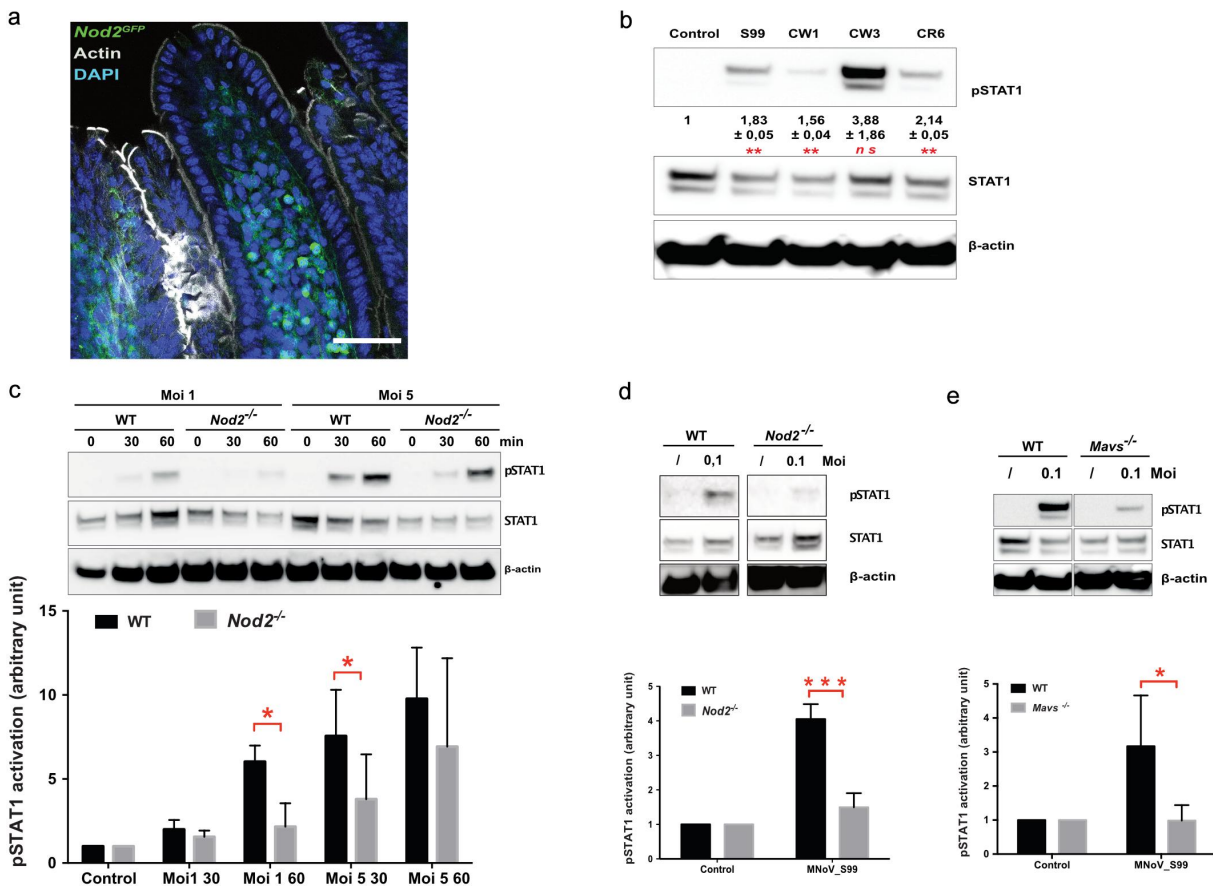 a
Nod2GFP
Actin
DAPI
b
Control S99 CW1 CW3 CR6
pSTAT1
1 1,83 1,56 3,88 2,14
± 0,05 ± 0,04 ± 1,86 ± 0,05
** ** n s **
STAT1
β-actin
c
Moi 1 Moi 5
WT Nod2-/- WT Nod2-/-
0 30 60 0 30 60 0 30 60 0 30 60 min
pSTAT1
STAT1
β-actin
pSTAT1 activation (arbitrary unit)
15
10
5
0
WT Nod2-/-
*
*
Control Moi1 30 Moi 1 60 Moi 5 30 Moi 5 60
d
WT Nod2-/-
/ 0,1 / 0.1 Moi
pSTAT1
STAT1
β-actin
pSTAT1 activation (arbitrary unit)
5
4
3
2
1
0
WT
Nod2-/-
* * *
Control MNoV_S99
e
WT Mavs-/-
/ 0.1 / 0.1 Moi
pSTAT1
STAT1
β-actin
pSTAT1 activation (arbitrary unit)
5
4
3
2
1
0
WT
Mavs -/-
*
Control MNoV_S99